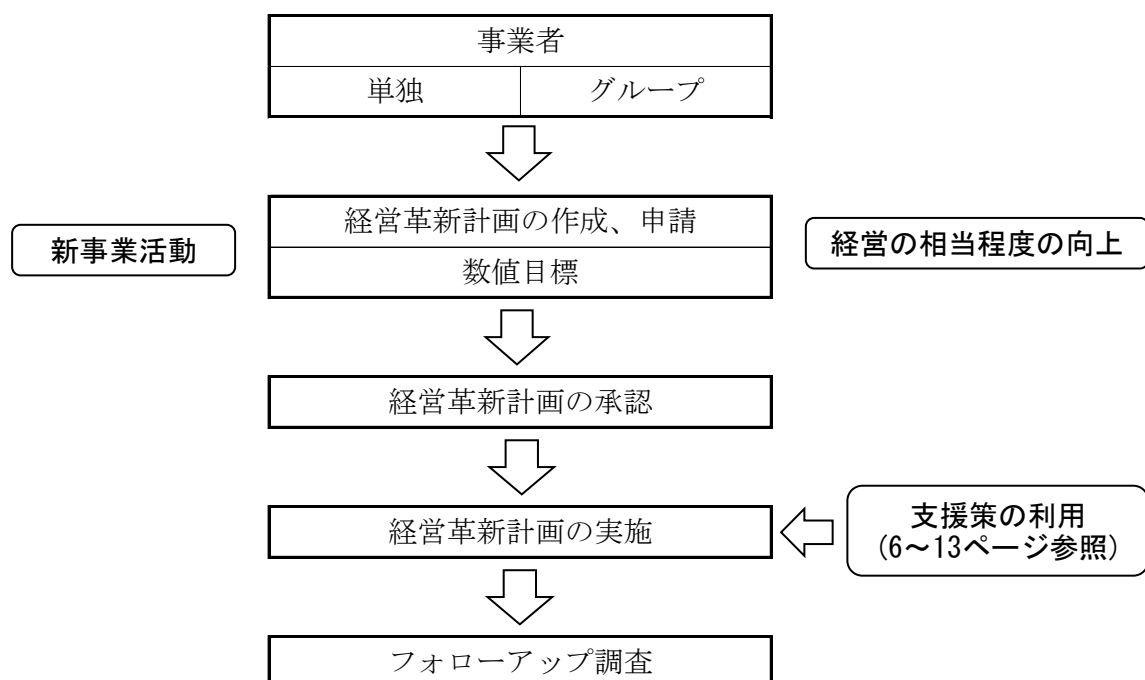 事業者
単独
グループ
経営革新計画の作成、申請
新事業活動
経営の相当程度の向上
数値目標
経営革新計画の承認
経営革新計画の実施
支援策の利用
(6～13ページ参照)
フォローアップ調査